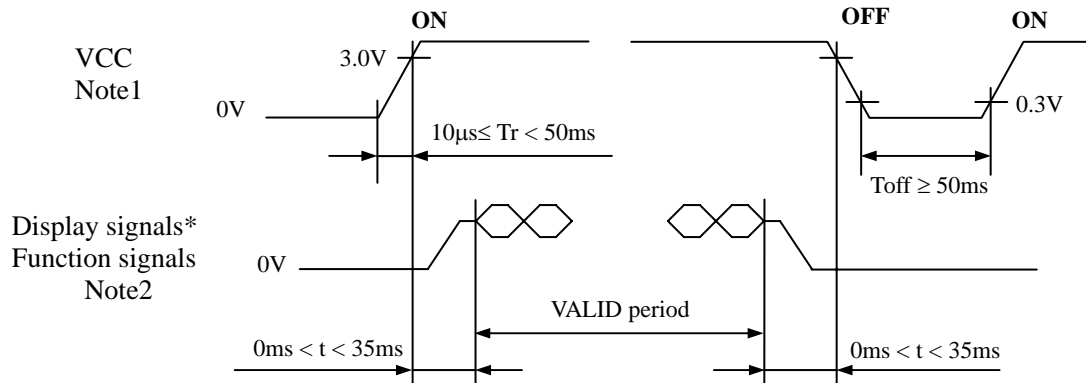 ON
OFF
ON
VCC
Note1
3.0V
0V
0.3V
10μs≤ Tr < 50ms
Toff ≥ 50ms
Display signals*
Function signals
Note2
0V
VALID period
0ms < t < 35ms
0ms < t < 35ms